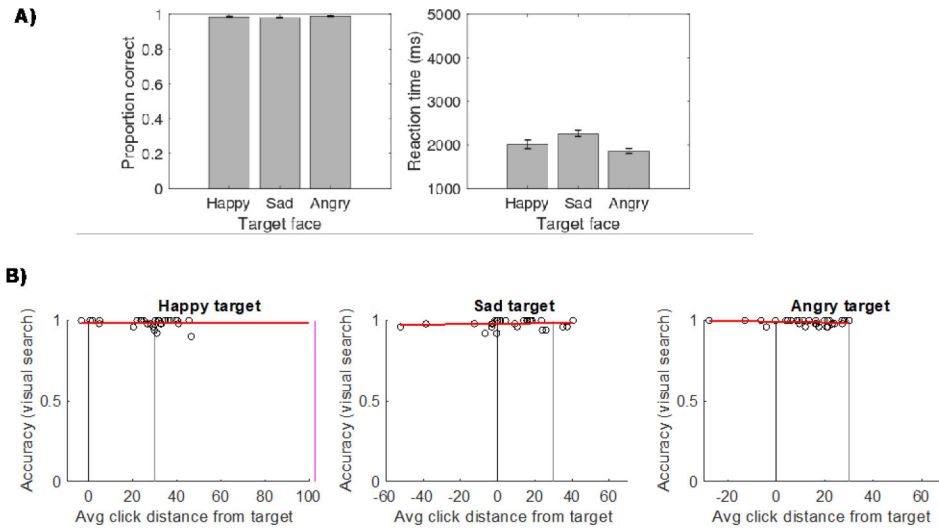 A)
1
0.8
0.6
0.4
0.2
0
Proportion correct
Happy Sad Angry
Target face
5000
4000
3000
2000
1000
Reaction time (ms)
Happy Sad Angry
Target face
B)
Happy target
1
0.5
0
Accuracy (visual search)
0 20 40 60 80 100
Avg click distance from target
Sad target
1
0.5
0
Accuracy (visual search)
-60 -40 -20 0 20 40 60
Avg click distance from target
Angry target
1
0.5
0
Accuracy (visual search)
-20 0 20 40 60
Avg click distance from target